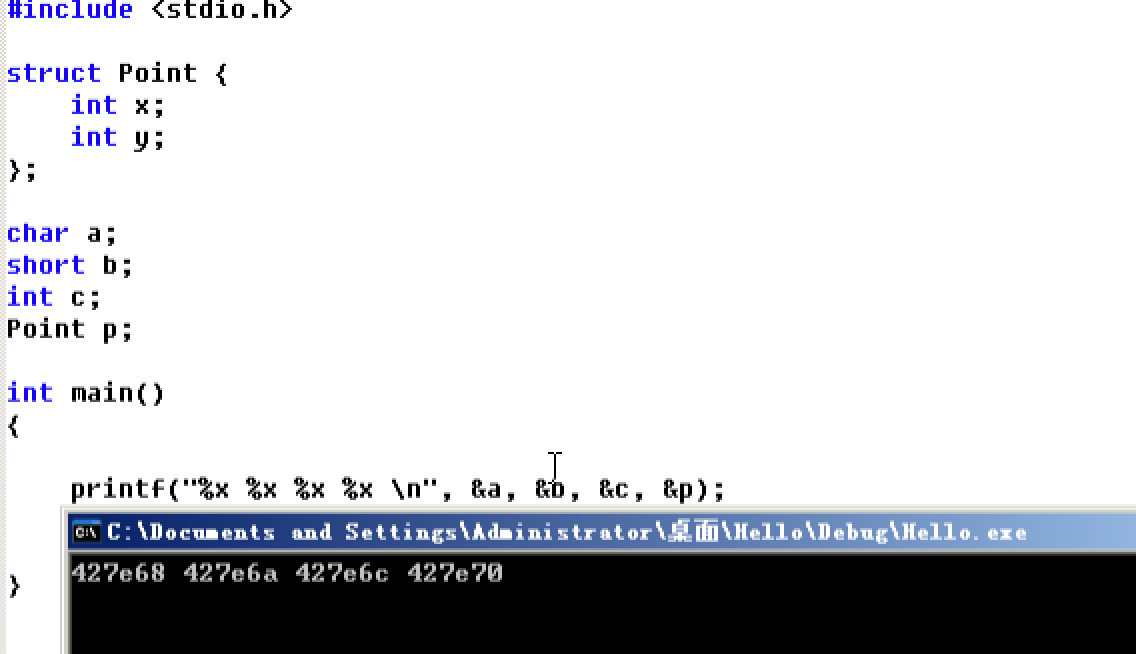 #include <stdio.h>
struct Point {
int x;
int y;
};
char a;
short b;
int c;
Point p;
int main()
{
printf("%x %x %x %x \n", &a, &b, &c, &p);
C:\Documents and Settings\Administrator\桌面\Hello\Debug\Hello.exe
427e68 427e6a 427e6c 427e70
}